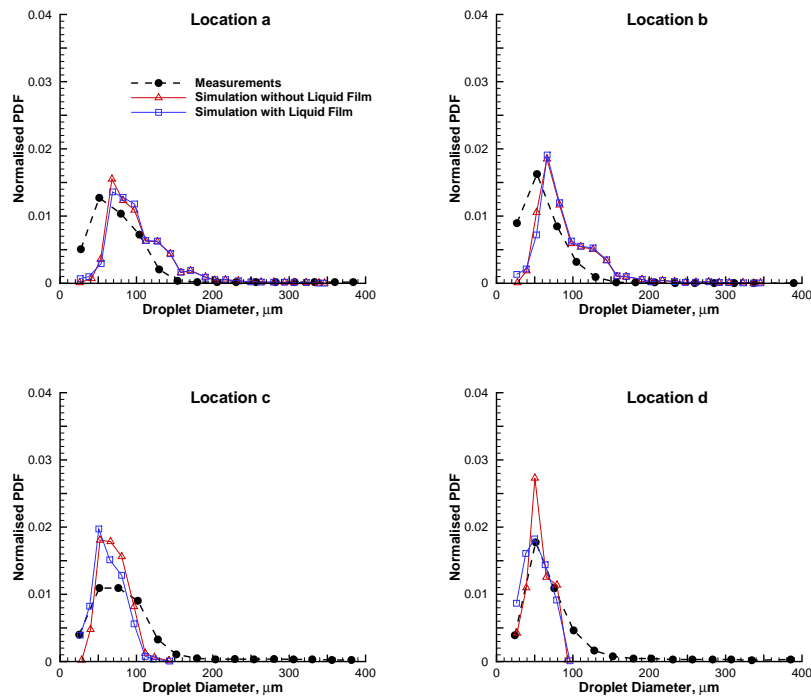 Location a
Normalised PDF
0.04
0.03
0.02
0.01
0
Measurements
Simulation without Liquid Film
Simulation with Liquid Film
0 100 200 300 400
Droplet Diameter, μm
Location b
Normalised PDF
0.04
0.03
0.02
0.01
0
0 100 200 300 400
Droplet Diameter, μm
Location c
Normalised PDF
0.04
0.03
0.02
0.01
0
0 100 200 300 400
Droplet Diameter, μm
Location d
Normalised PDF
0.04
0.03
0.02
0.01
0
0 100 200 300 400
Droplet Diameter, μm